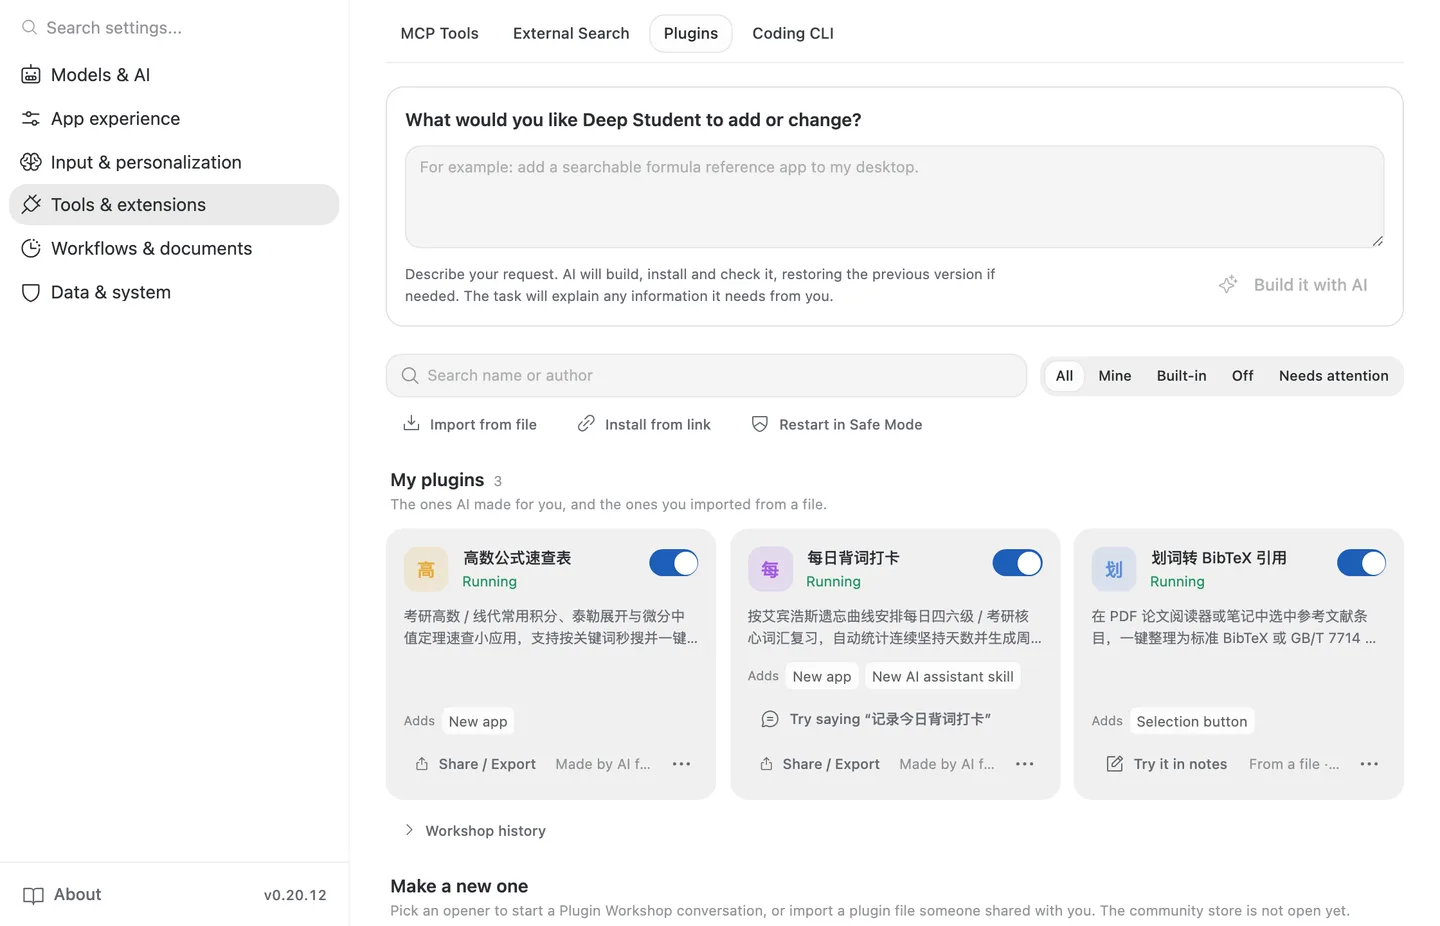 Search settings...
Models & AI
App experience
Input & personalization
Tools & extensions
Workflows & documents
Data & system
About
v0.20.12
MCP Tools
External Search
Plugins
Coding CLI
What would you like Deep Student to add or change?
For example: add a searchable formula reference app to my desktop.
Describe your request. AI will build, install and check it, restoring the previous version if
needed. The task will explain any information it needs from you.
Build it with AI
Search name or author
All
Mine
Built-in
Off
Needs attention
Import from file
Install from link
Restart in Safe Mode
My plugins 3
The ones AI made for you, and the ones you imported from a file.
高
高数公式速查表
Running
考研高数 / 线代常用积分、泰勒展开与微分中
值定理速查小应用，支持按关键词秒搜并一键...
Adds New app
Share / Export
Made by AI f...
每
每日背词打卡
Running
按艾宾浩斯遗忘曲线安排每日四六级 / 考研核
心词汇复习，自动统计连续坚持天数并生成周...
Adds New app New AI assistant skill
Try saying “记录今日背词打卡”
Share / Export
Made by AI f...
划
划词转 BibTeX 引用
Running
在 PDF 论文阅读器或笔记中选中参考文献条
目，一键整理为标准 BibTeX 或 GB/T 7714 ...
Adds Selection button
Try it in notes
From a file ·...
Workshop history
Make a new one
Pick an opener to start a Plugin Workshop conversation, or import a plugin file someone shared with you. The community store is not open yet.